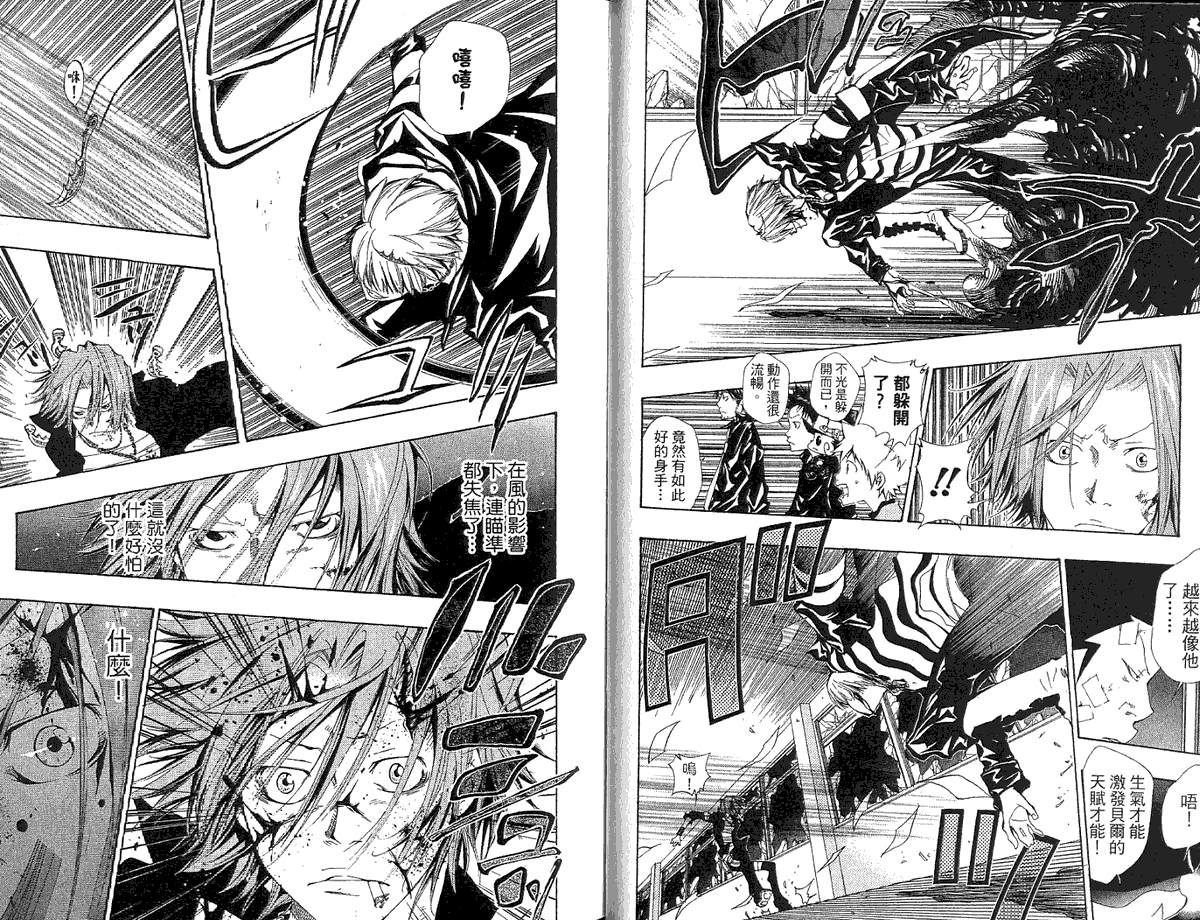 !!
都躲開
了？
不光是躲
開而已，
動作還很
流暢。
竟然有如此
好的身手…
越來越像他
了……
唔！
生氣才能
激發貝爾的
天賦才能！
嗚！
嘻嘻！
咻！
在風的影響
下，連瞄準
都失焦了…
這就沒
什麼好怕
的了！
什麼！